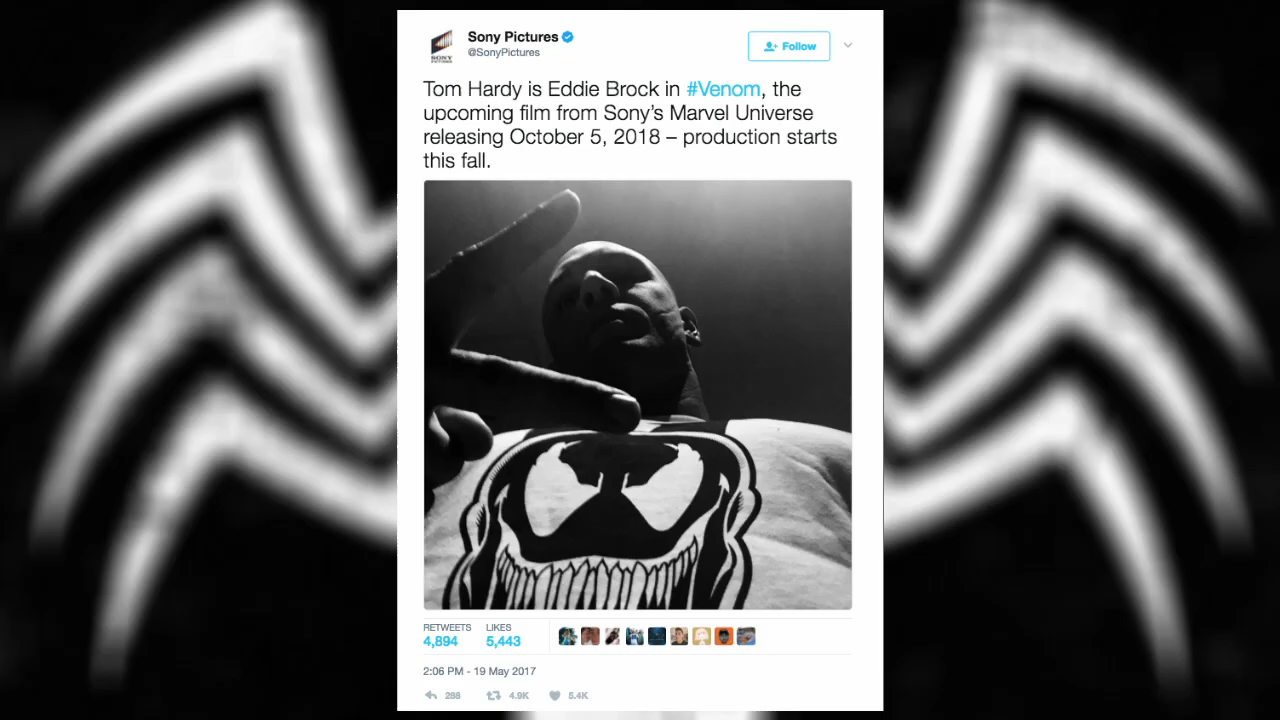 Sony Pictures
@SonyPictures
Follow
Tom Hardy is Eddie Brock in #Venom, the
upcoming film from Sony's Marvel Universe
releasing October 5, 2018 – production starts
this fall.
RETWEETS LIKES
4,894 5,443
2:06 PM - 19 May 2017
288 4.9K 5.4K